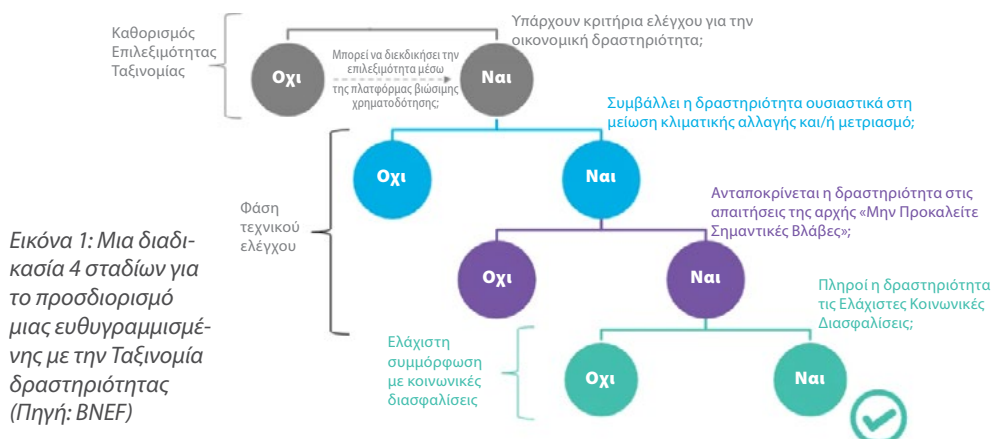 Καθορισμός
Επιλεξιμότητας
Ταξινομίας
Οχι
Μπορεί να διεκδικήσει την
επιλεξιμότητα μέσω
της πλατφόρμας βιώσιμης
χρηματοδότησης;
Ναι
Υπάρχουν κριτήρια ελέγχου για την
οικονομική δραστηριότητα;
Συμβάλλει η δραστηριότητα ουσιαστικά στη
μείωση κλιματικής αλλαγής και/ή μετριασμό;
Οχι
Ναι
Φάση
τεχνικού
ελέγχου
Ανταποκρίνεται η δραστηριότητα στις
απαιτήσεις της αρχής «Μην Προκαλείτε
Σημαντικές Βλάβες»;
Οχι
Ναι
Πληροί η δραστηριότητα
τις Ελάχιστες Κοινωνικές
Διασφαλίσεις;
Ελάχιστη
συμμόρφωση
με κοινωνικές
διασφαλίσεις
Οχι
Ναι
Εικόνα 1: Μια διαδι-
κασία 4 σταδίων για
το προσδιορισμό
μιας ευθυγραμμισμέ-
νης με την Ταξινομία
δραστηριότητας
(Πηγή: BNEF)